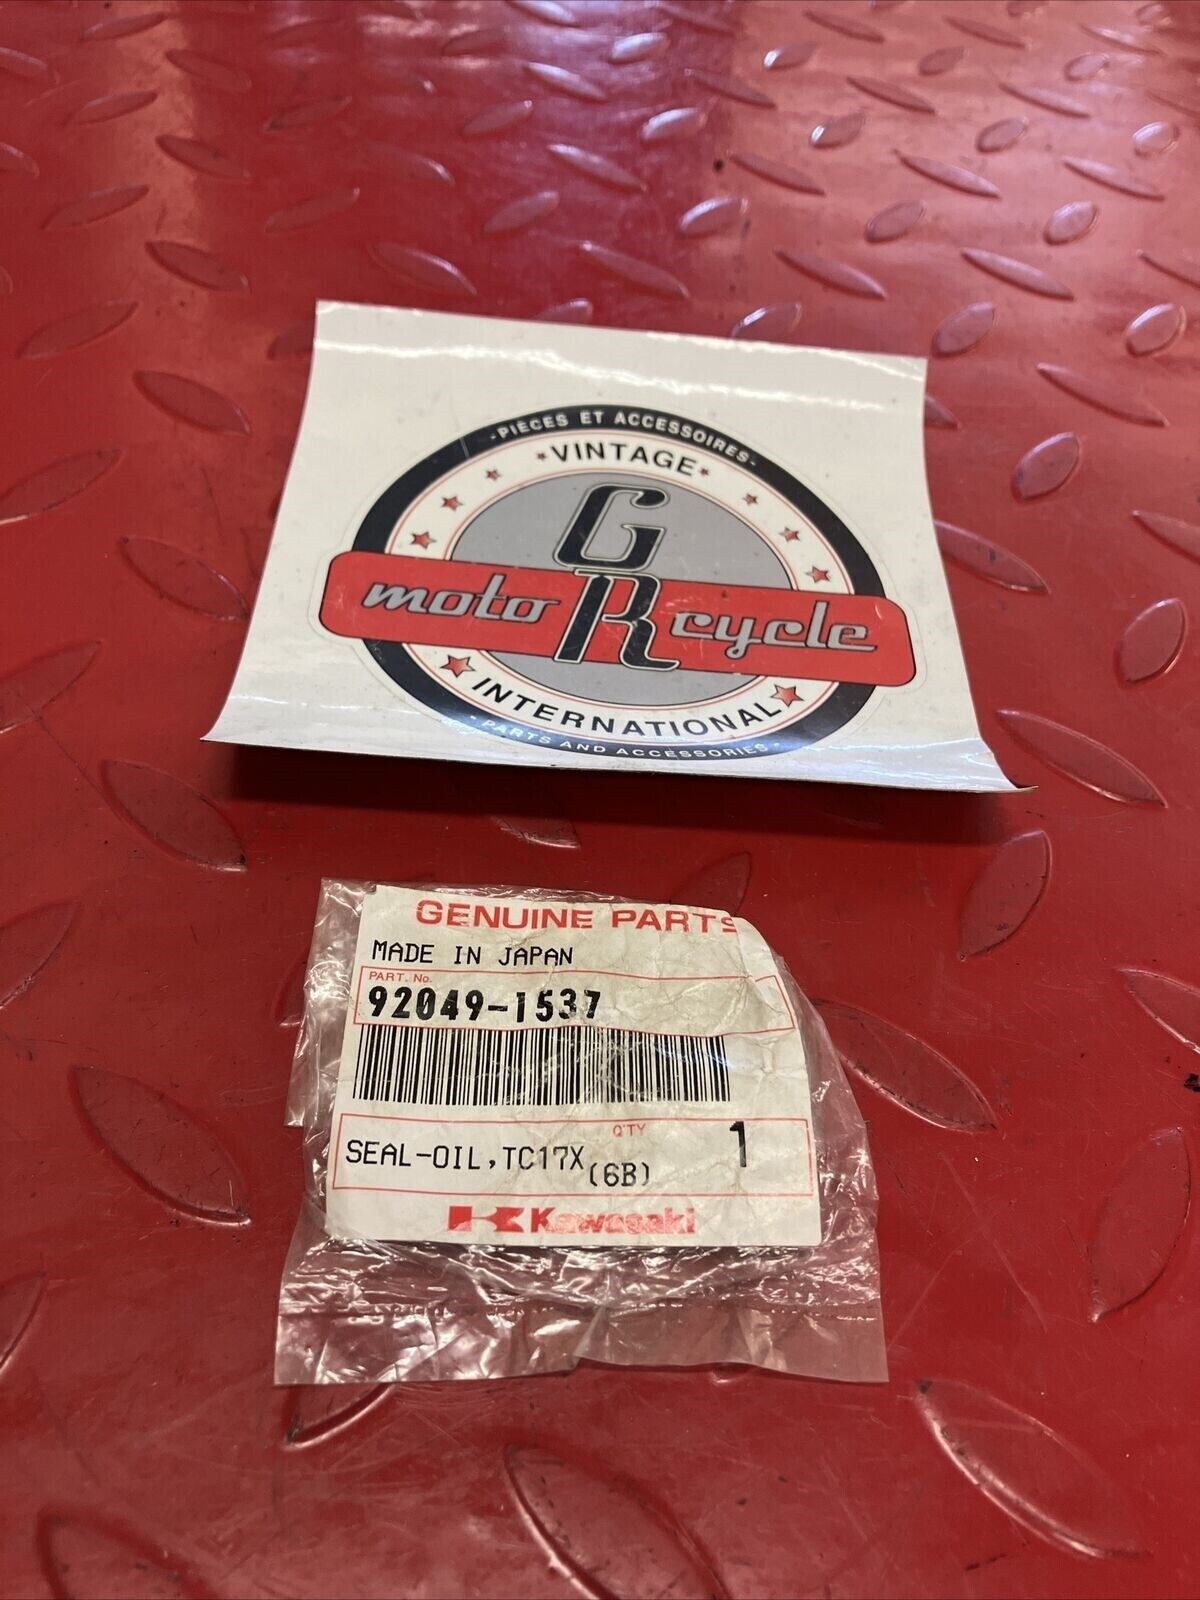 -PIECES ET ACCESSOIRES-
VINTAGE
GR
moto cycle
INTERNATIONAL
- PARTS AND ACCESSORIES -
GENUINE PARTS
MADE IN JAPAN
PART. No.
92049-1537
Q'TY
SEAL-OIL,TC17X(6B) 1
Kawasaki